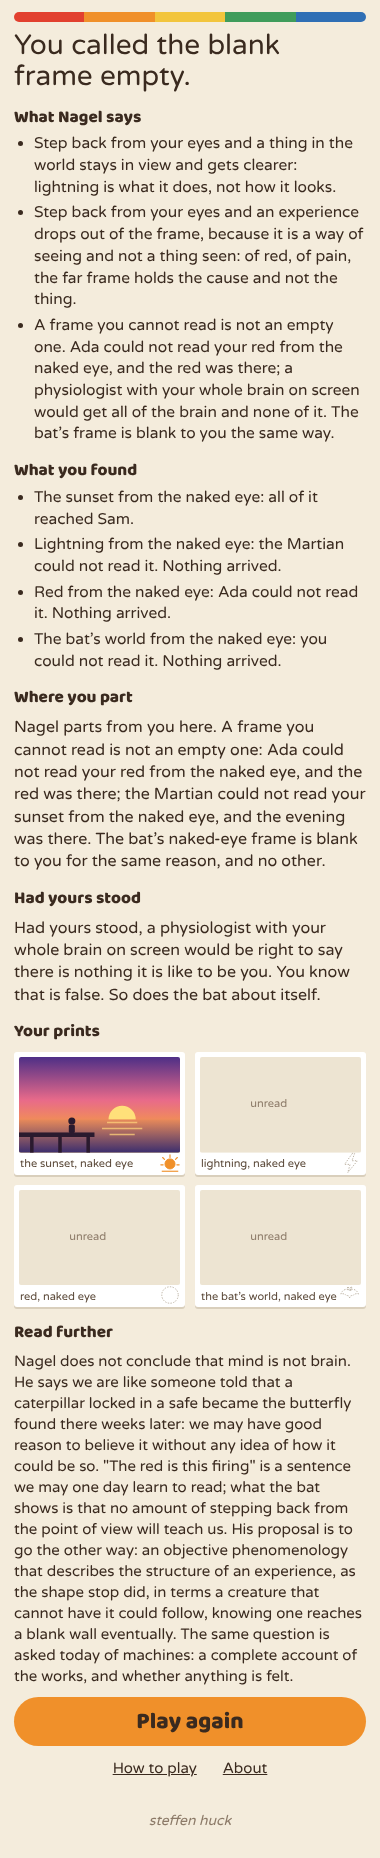 You called the blank
frame empty.
What Nagel says
• Step back from your eyes and a thing in the
world stays in view and gets clearer:
lightning is what it does, not how it looks.
• Step back from your eyes and an experience
drops out of the frame, because it is a way of
seeing and not a thing seen: of red, of pain,
the far frame holds the cause and not the
thing.
• A frame you cannot read is not an empty
one. Ada could not read your red from the
naked eye, and the red was there; a
physiologist with your whole brain on screen
would get all of the brain and none of it. The
bat’s frame is blank to you the same way.
What you found
• The sunset from the naked eye: all of it
reached Sam.
• Lightning from the naked eye: the Martian
could not read it. Nothing arrived.
• Red from the naked eye: Ada could not read
it. Nothing arrived.
• The bat’s world from the naked eye: you
could not read it. Nothing arrived.
Where you part
Nagel parts from you here. A frame you
cannot read is not an empty one: Ada could
not read your red from the naked eye, and the
red was there; the Martian could not read your
sunset from the naked eye, and the evening
was there. The bat’s naked-eye frame is blank
to you for the same reason, and no other.
Had yours stood
Had yours stood, a physiologist with your
whole brain on screen would be right to say
there is nothing it is like to be you. You know
that is false. So does the bat about itself.
Your prints
unread
the sunset, naked eye
lightning, naked eye
unread
unread
red, naked eye
the bat’s world, naked eye
Read further
Nagel does not conclude that mind is not brain.
He says we are like someone told that a
caterpillar locked in a safe became the butterfly
found there weeks later: we may have good
reason to believe it without any idea of how it
could be so. "The red is this firing" is a sentence
we may one day learn to read; what the bat
shows is that no amount of stepping back from
the point of view will teach us. His proposal is to
go the other way: an objective phenomenology
that describes the structure of an experience, as
the shape stop did, in terms a creature that
cannot have it could follow, knowing one reaches
a blank wall eventually. The same question is
asked today of machines: a complete account of
the works, and whether anything is felt.
Play again
How to play
About
steffen huck